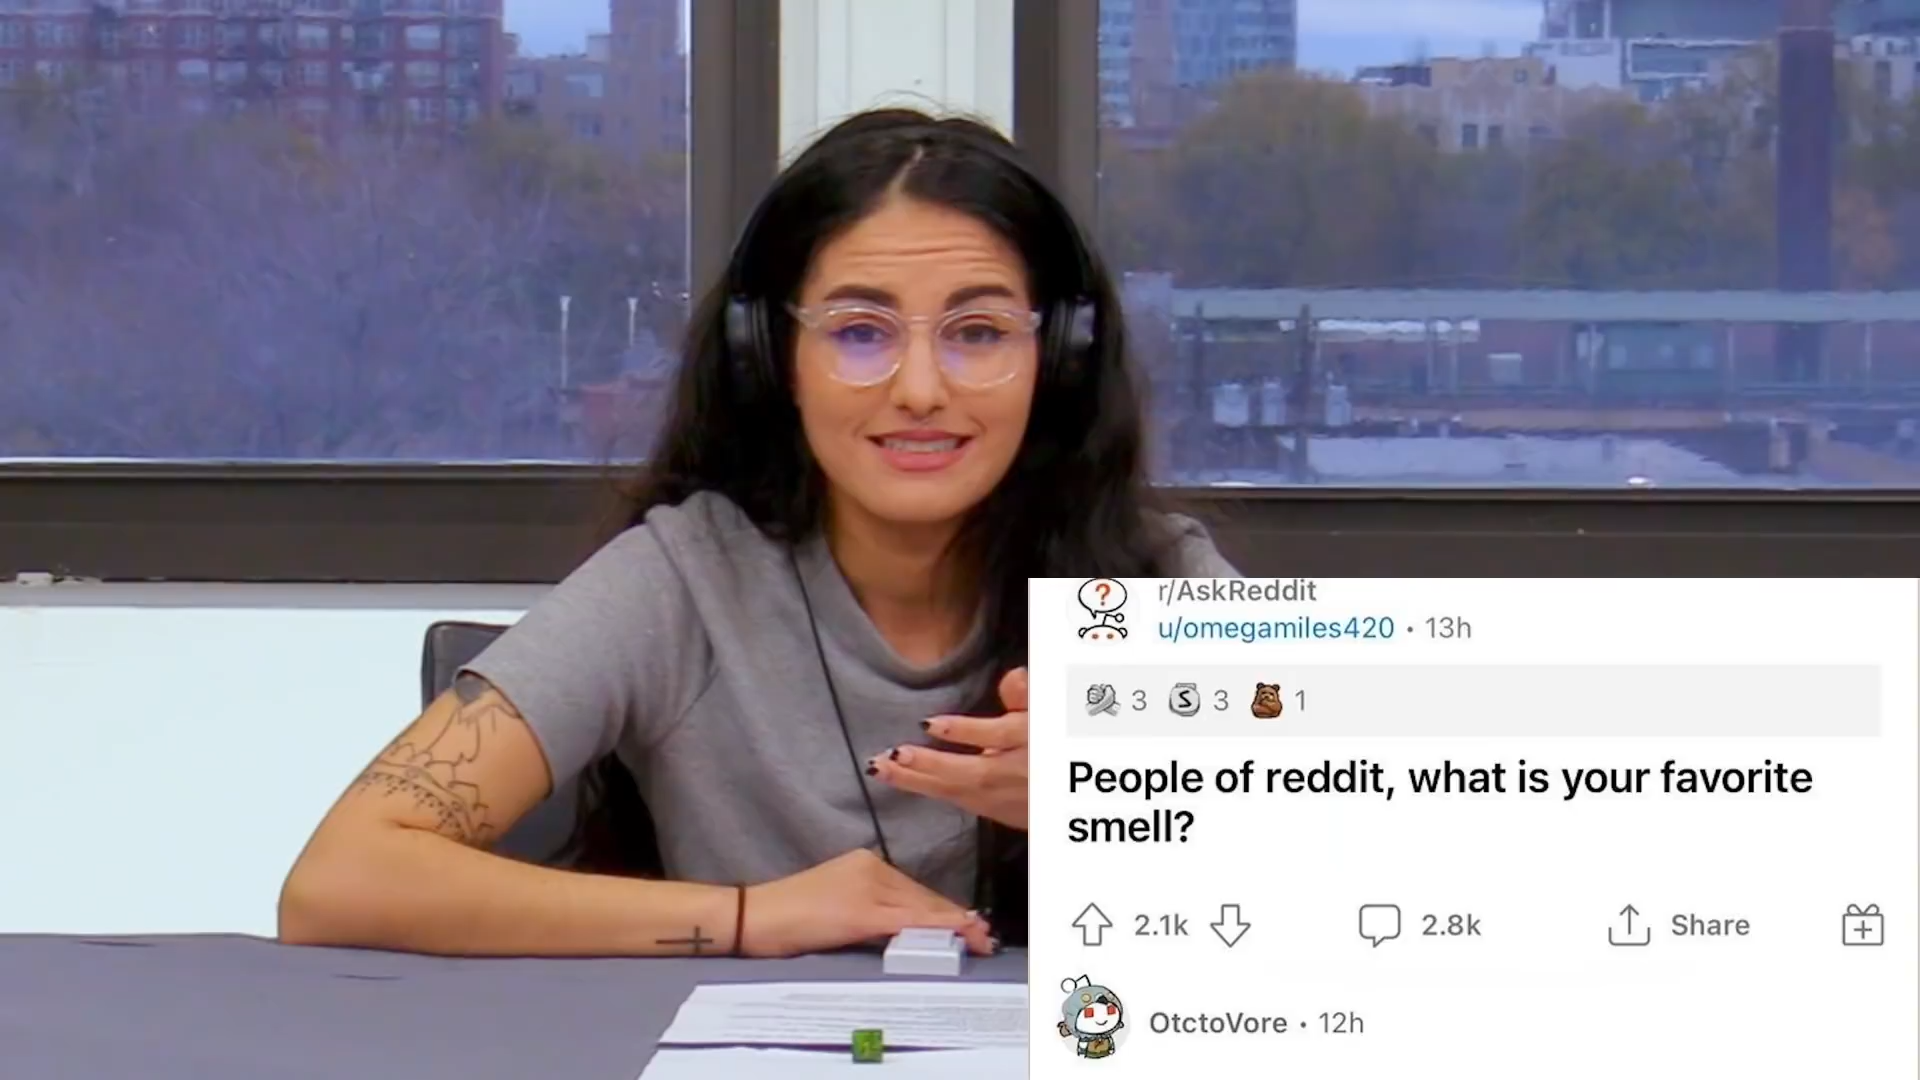 r/AskReddit
u/omegamiles420 • 13h
3 S 3 1
People of reddit, what is your favorite
smell?
2.1k 2.8k Share
OtctoVore • 12h